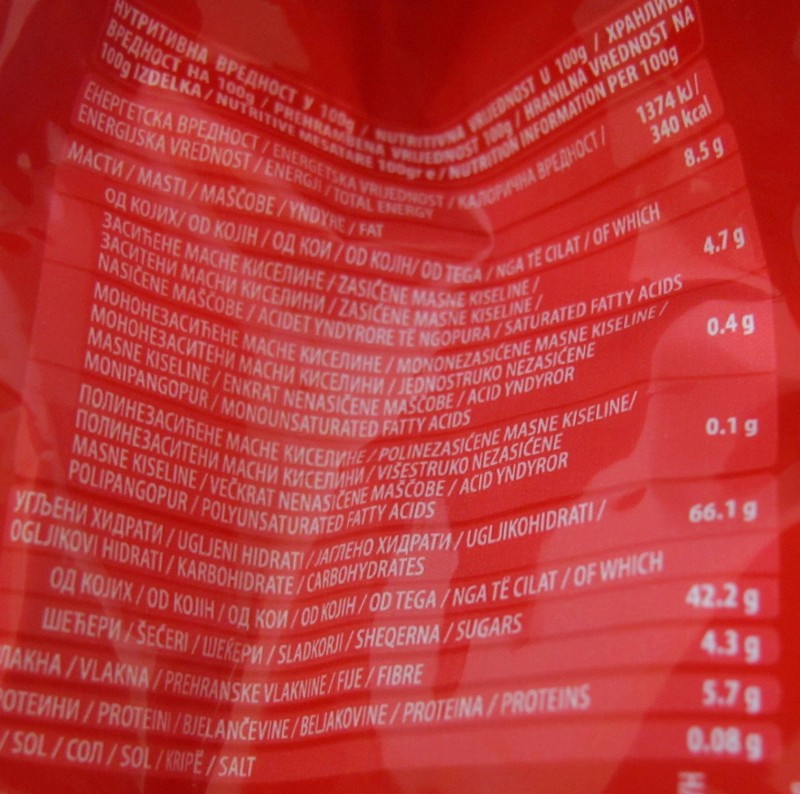 НУТРИТИВНА ВРЕДНОСТ У 100g / NUTRITIVNA VRIJEDNOST U 100g / ХРАНЛИВА
ВРЕДНОСТ НА 100g / PREHRAMBENA VRIJEDNOST 100g / HRANILNA VREDNOST NA
100g IZDELKA / NUTRITIVE MESATARE 100gr e / NUTRITION INFORMATION PER 100g
ЕНЕРГЕТСКА ВРЕДНОСТ / ENERGETSKA VRIJEDNOST / КАЛОРИЧНА ВРЕДНОСТ / 1374 kJ /
ENERGIJSKA VREDNOST / ENERGJI / TOTAL ENERGY 340 kcal
МАСТИ / MASTI / MAŠČOBE / YNDYRE / FAT 8.5 g
ОД КОЈИХ/ OD KOJIH / ОД КОИ / OD KOJIH/ OD TEGA / NGA TË CILAT / OF WHICH
ЗАСИЋЕНЕ МАСНЕ КИСЕЛИНЕ / ZASIĆENE MASNE KISELINE / 4.7 g
ЗАСИТЕНИ МАСНИ КИСЕЛИНИ / ZASIĆENE MASNE KISELINE /
NASIČENE MAŠČOBE / ACIDET YNDYRORE TË NGOPURA / SATURATED FATTY ACIDS
МОНОНЕЗАСИЋЕНЕ МАСНЕ КИСЕЛИНЕ / MONONEZASIĆENE MASNE KISELINE / 0.4 g
МОНОНЕЗАСИТЕНИ МАСНИ КИСЕЛИНИ / JEDNOSTRUKO NEZASIĆENE
MASNE KISELINE / ENKRAT NENASIČENE MAŠČOBE / ACID YNDYROR
MONIPANGOPUR / MONOUNSATURATED FATTY ACIDS
ПОЛИНЕЗАСИЋЕНЕ МАСНЕ КИСЕЛИНЕ / POLINEZASIĆENE MASNE KISELINE/ 0.1 g
ПОЛИНЕЗАСИТЕНИ МАСНИ КИСЕЛИНИ / VIŠESTRUKO NEZASIĆENE
MASNE KISELINE / VEČKRAT NENASIČENE MAŠČOBE / ACID YNDYROR
POLIPANGOPUR / POLYUNSATURATED FATTY ACIDS
УГЉЕНИ ХИДРАТИ / UGLJENI HIDRATI / ЈАГЛЕНО ХИДРАТИ / UGLJIKOHIDRATI / 66.1 g
OGLJIKOVI HIDRATI / KARBOHIDRATE / CARBOHYDRATES
ОД КОЈИХ / OD KOJIH / ОД КОИ / OD KOJIH / OD TEGA / NGA TË CILAT / OF WHICH
ШЕЋЕРИ / ŠEĆERI / ШЕЌЕРИ / SLADKORJI / SHEQERNA / SUGARS 42.2 g
ЛАКНА / VLAKNA / PREHRANSKE VLAKNINE / FIJE / FIBRE 4.3 g
ОТЕИНИ / PROTEINI / BJELANČEVINE / BELJAKOVINE / PROTEINA / PROTEINS 5.7 g
/ SOL / СОЛ / SOL / KRIPË / SALT 0.08 g